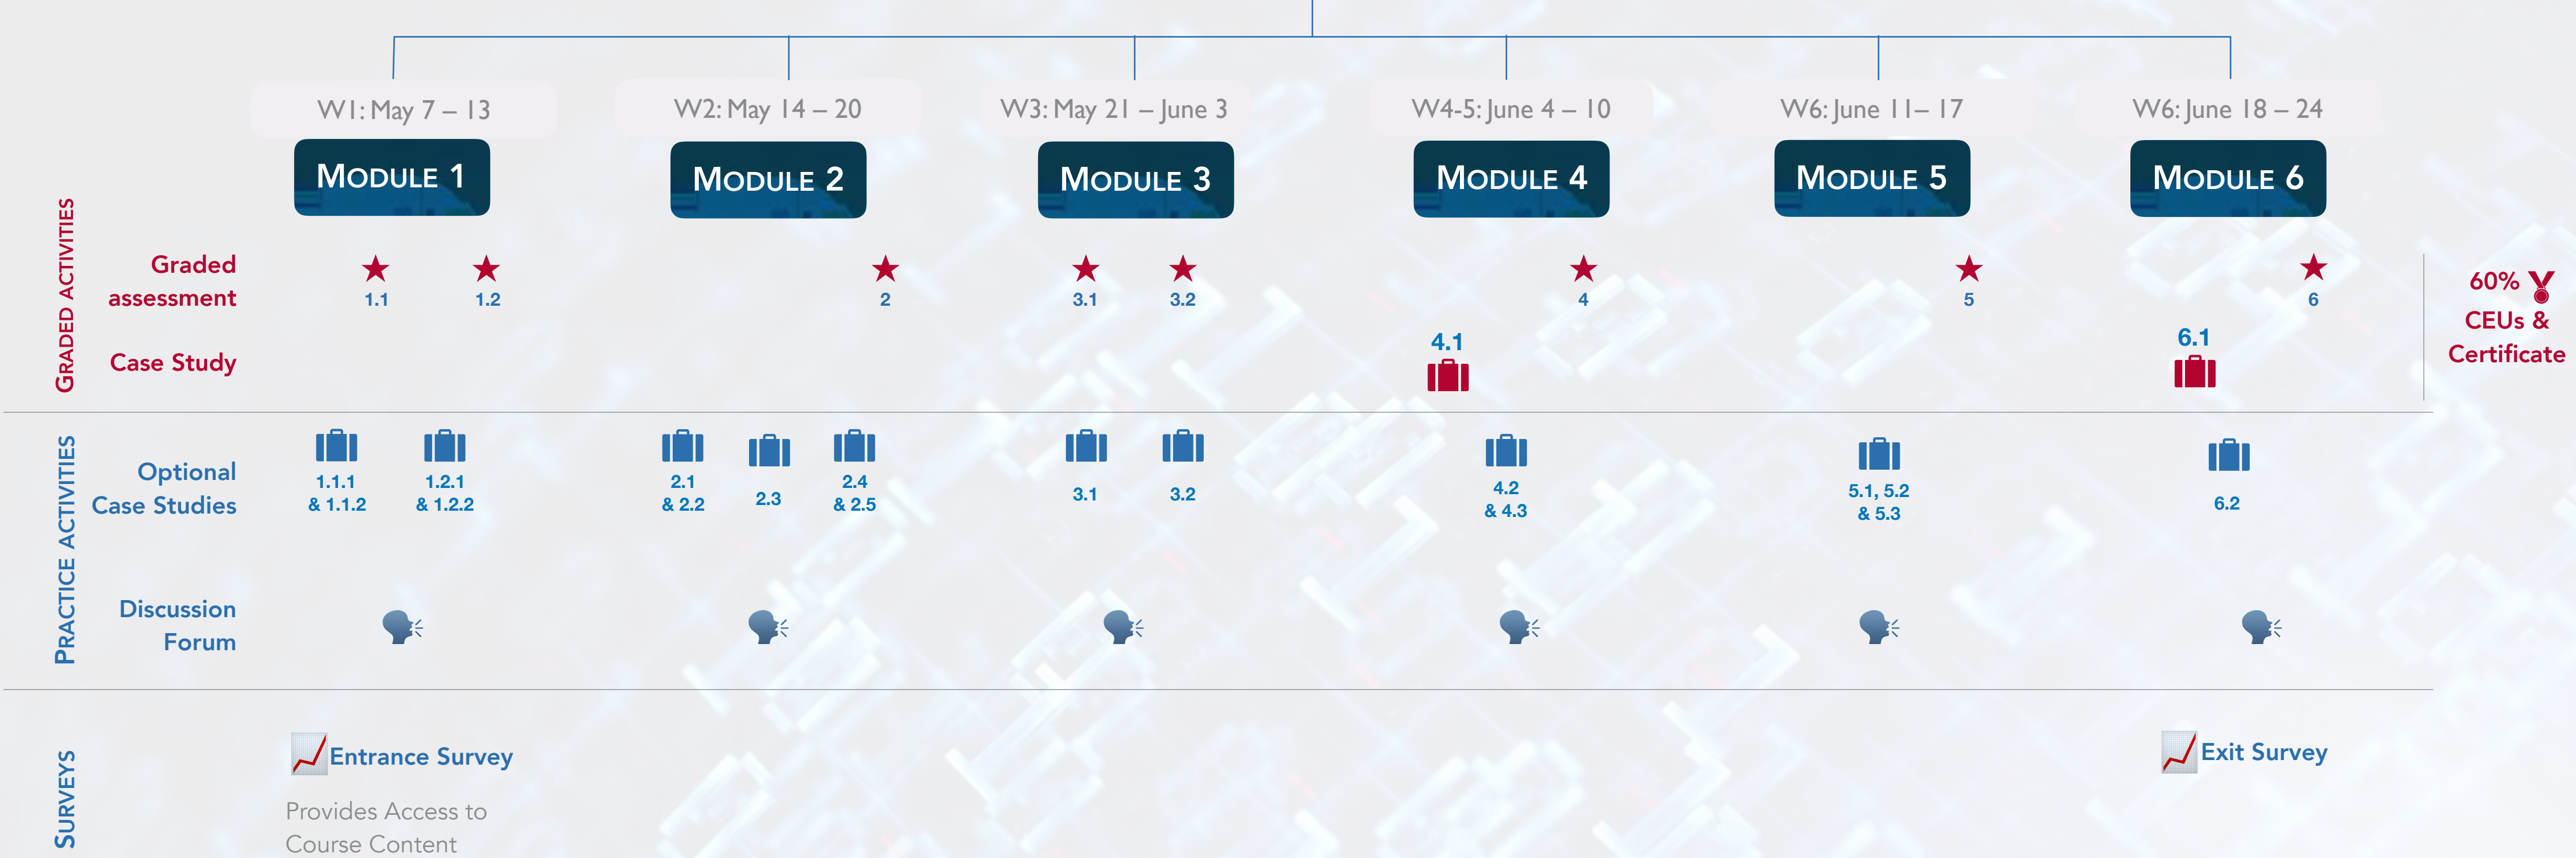 W1: May 7 – 13
W2: May 14 – 20
W3: May 21 – June 3
W4-5: June 4 – 10
W6: June 11– 17
W6: June 18 – 24
MODULE 1
MODULE 2
MODULE 3
MODULE 4
MODULE 5
MODULE 6
GRADED ACTIVITIES
Graded
assessment
1.1
1.2
2
3.1
3.2
4
5
6
60%
CEUs &
Certificate
Case Study
4.1
6.1
PRACTICE ACTIVITIES
Optional
Case Studies
1.1.1
& 1.1.2
1.2.1
& 1.2.2
2.1
& 2.2
2.3
2.4
& 2.5
3.1
3.2
4.2
& 4.3
5.1, 5.2
& 5.3
6.2
Discussion
Forum
SURVEYS
Entrance Survey
Provides Access to
Course Content
Exit Survey